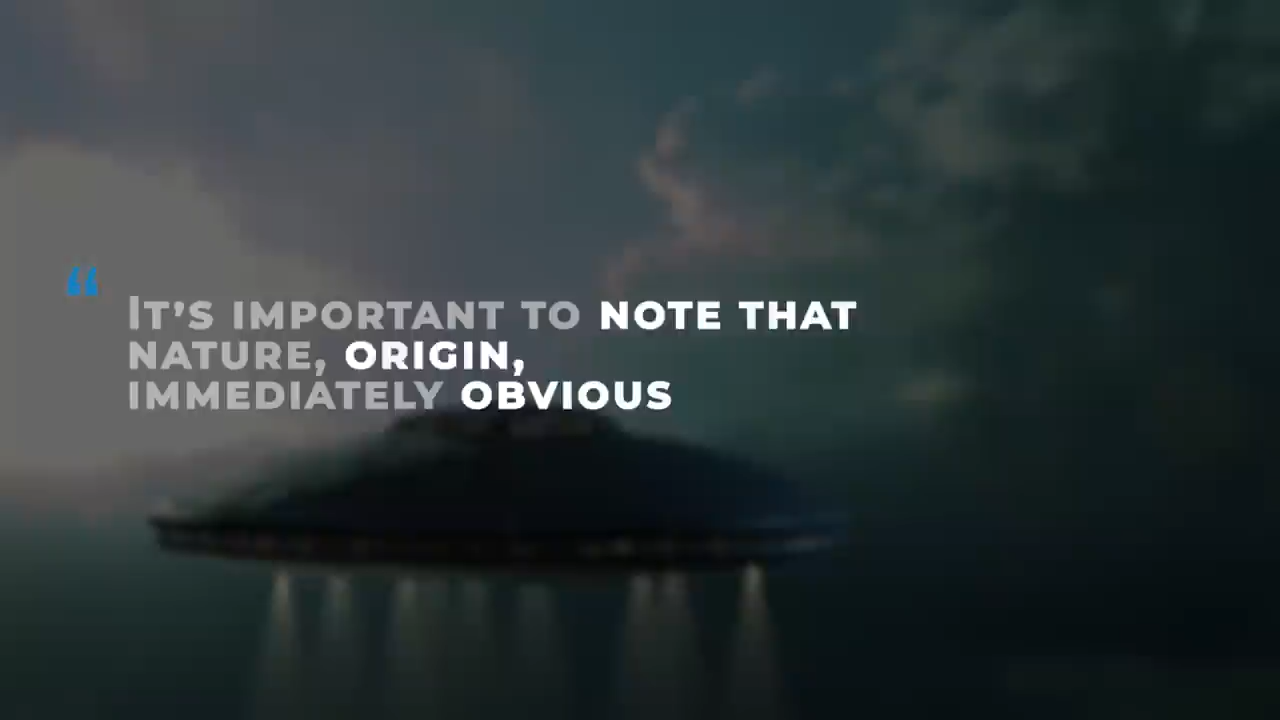 “
It’s important to note that
nature, origin,
immediately obvious